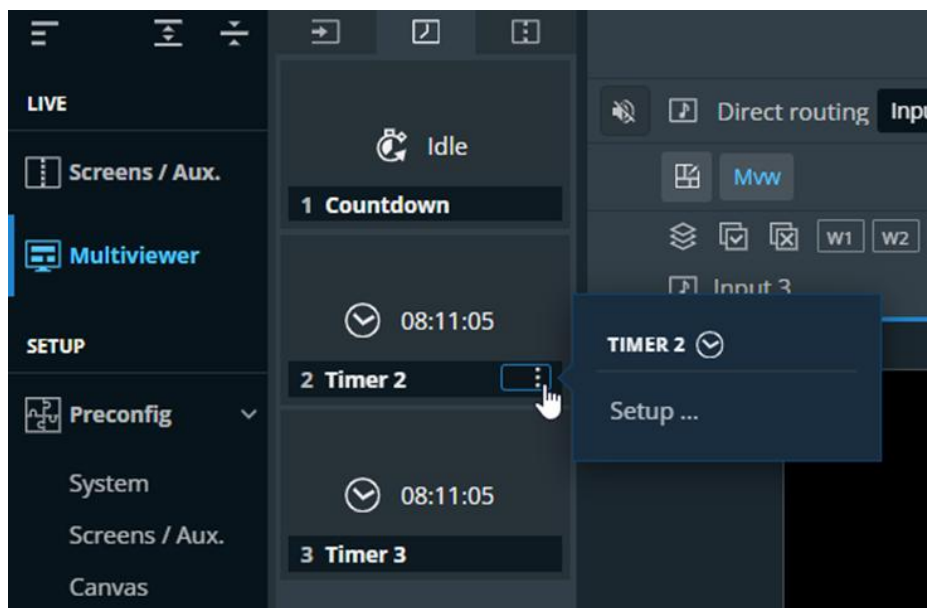 LIVE
Screens / Aux.
Multiviewer
SETUP
Preconfig
System
Screens / Aux.
Canvas
Idle
1 Countdown
08:11:05
2 Timer 2
08:11:05
3 Timer 3
Direct routing Inpu
Mvw
W1 W2
Input 3
TIMER 2
Setup ...